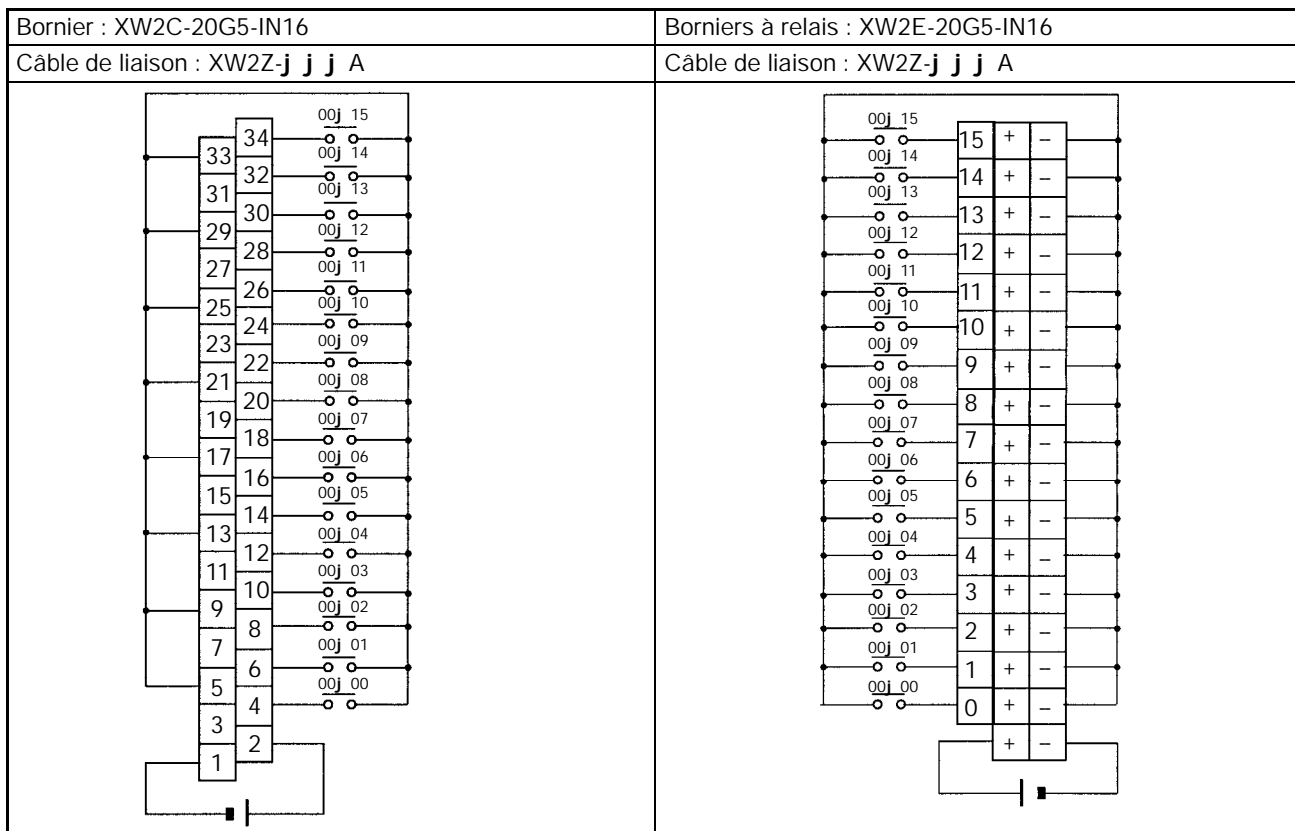 Bornier : XW2C-20G5-IN16
Borniers à relais : XW2E-20G5-IN16
Câble de liaison : XW2Z-j j j A
Câble de liaison : XW2Z-j j j A
00j 15
34
33
00j 14
32
31
00j 13
30
29
00j 12
28
27
00j 11
26
25
00j 10
24
23
00j 09
22
21
00j 08
20
19
00j 07
18
17
00j 06
16
15
00j 05
14
13
00j 04
12
11
00j 03
10
9
00j 02
8
7
00j 01
6
5
00j 00
4
3
2
1
00j 15
15 + –
00j 14
14 + –
00j 13
13 + –
00j 12
12 + –
00j 11
11 + –
00j 10
10 + –
00j 09
9 + –
00j 08
8 + –
00j 07
7 + –
00j 06
6 + –
00j 05
5 + –
00j 04
4 + –
00j 03
3 + –
00j 02
2 + –
00j 01
1 + –
00j 00
0 + –
+ –